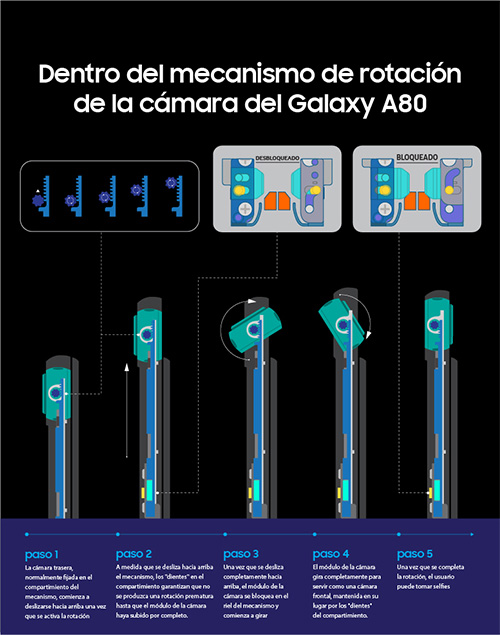 Dentro del mecanismo de rotación
de la cámara del Galaxy A80
DESBLOQUEADO
BLOQUEADO
paso 1
La cámara trasera,
normalmente fijada en el
compartimiento del
mecanismo, comienza a
deslizarse hacia arriba una vez
que se activa la rotación
paso 2
A medida que se desliza hacia arriba
el mecanismo, los "dientes" en el
compartimiento garantizan que no
se produzca una rotación prematura
hasta que el módulo de la cámara
haya subido por completo.
paso 3
Una vez que se desliza
completamente hacia
arriba, el módulo de la
cámara se bloquea en el
riel del mecanismo y
comienza a girar
paso 4
El módulo de la cámara
gira completamente para
servir como una cámara
frontal, mantenida en su
lugar por los "dientes"
del compartimento.
paso 5
Una vez que se completa
la rotación, el usuario
puede tomar selfies